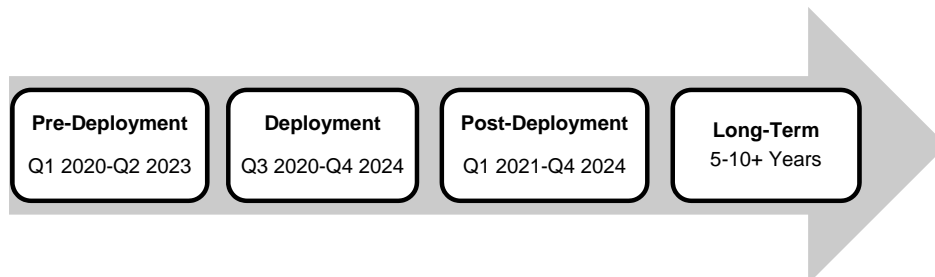 Pre-Deployment
Q1 2020-Q2 2023
Deployment
Q3 2020-Q4 2024
Post-Deployment
Q1 2021-Q4 2024
Long-Term
5-10+ Years